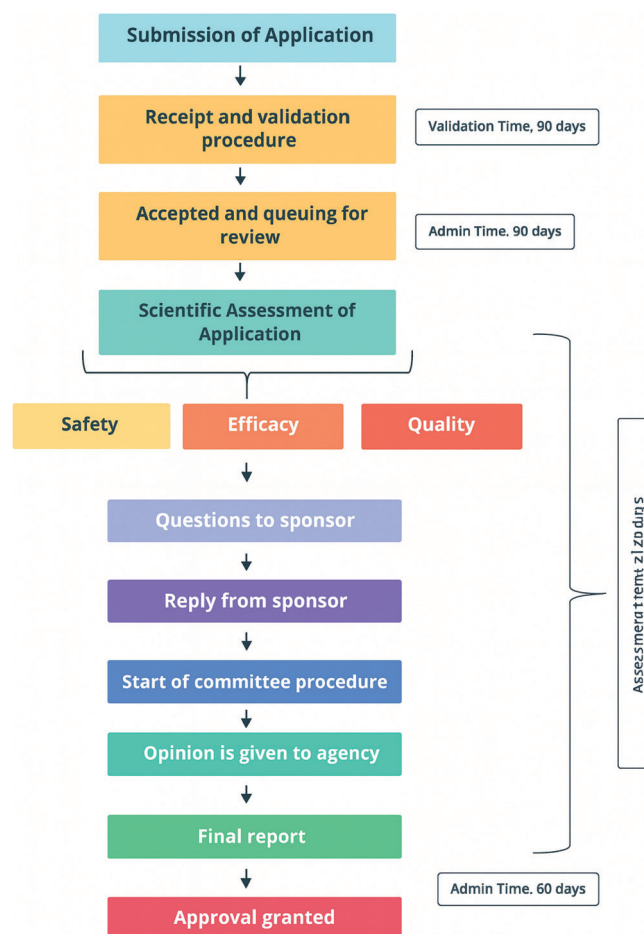 Submission of Application
Receipt and validation
procedure
Validation Time, 90 days
Accepted and queuing for
review
Admin Time. 90 days
Scientific Assessment of
Application
Safety
Efficacy
Quality
Questions to sponsor
Reply from sponsor
Start of committee procedure
Opinion is given to agency
Final report
Admin Time. 60 days
Approval granted